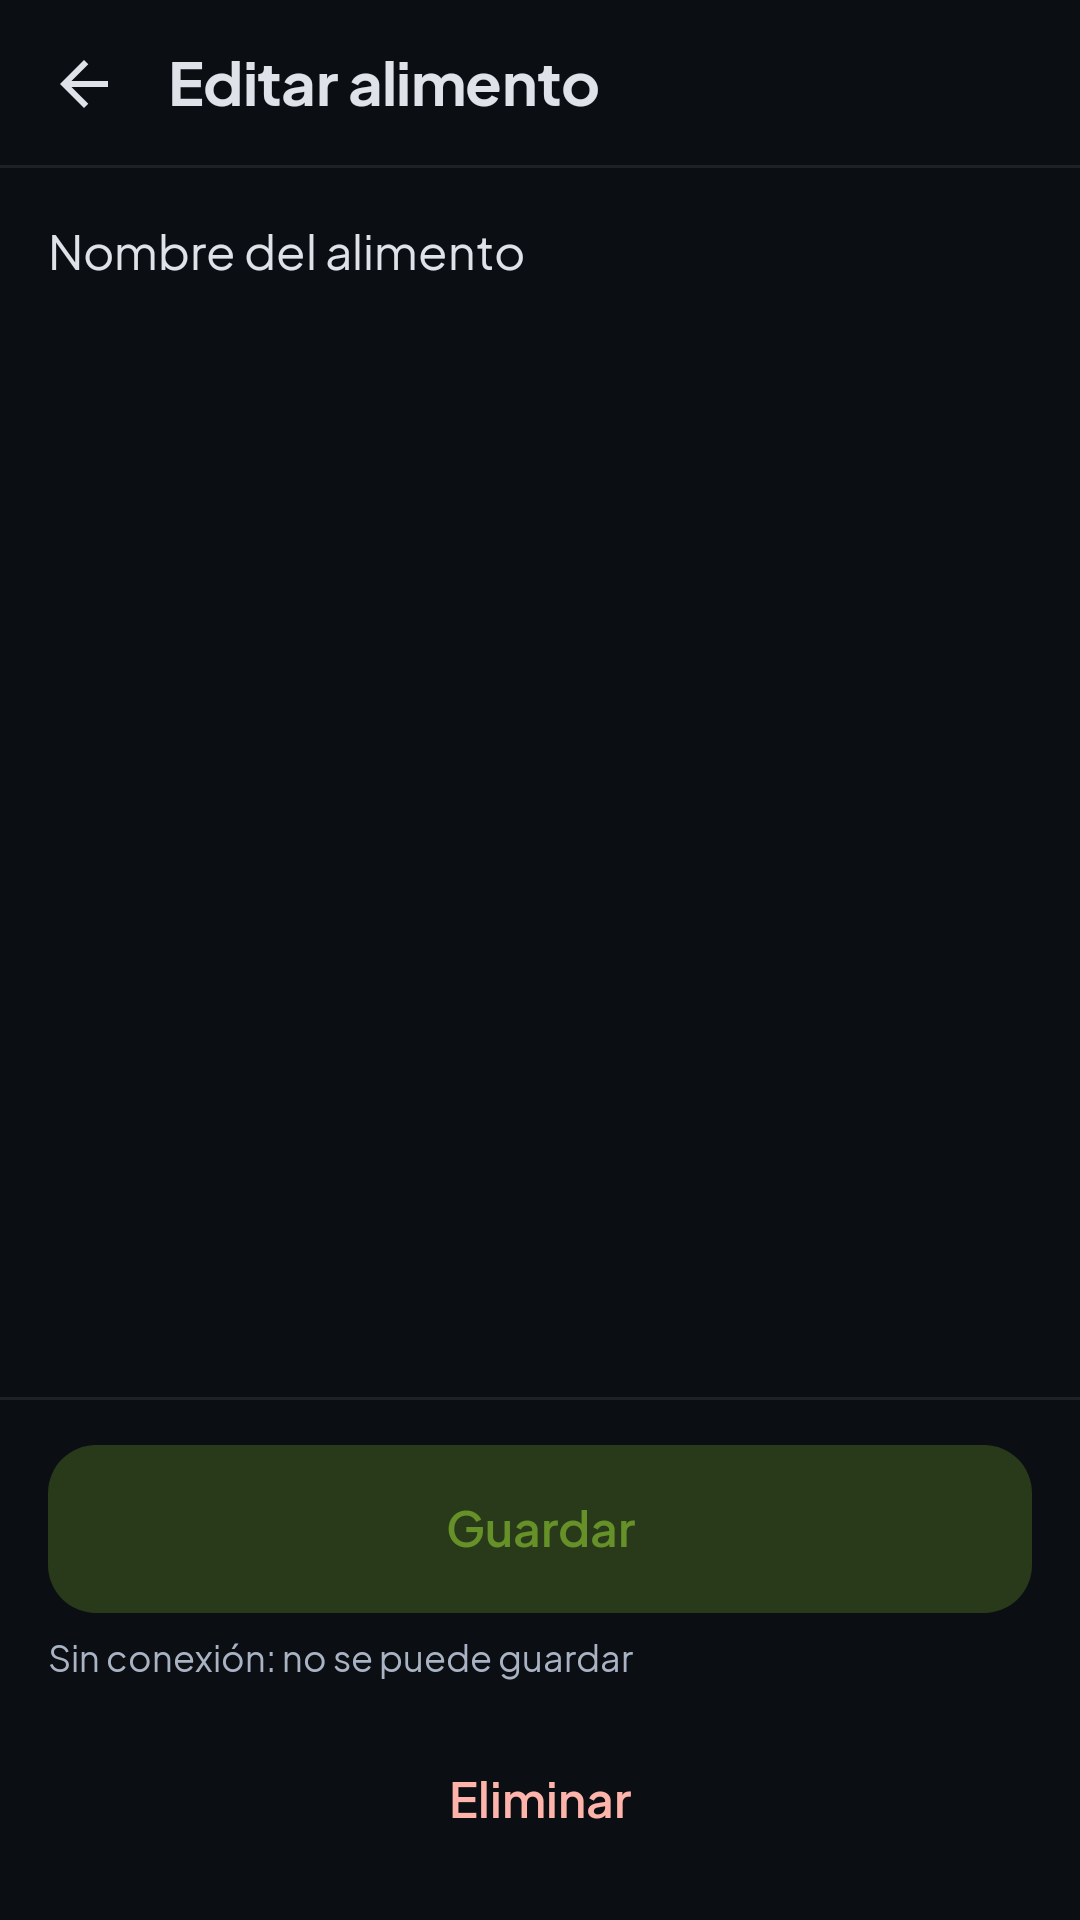 Editar alimento
Nombre del alimento
Guardar
Sin conexión: no se puede guardar
Eliminar